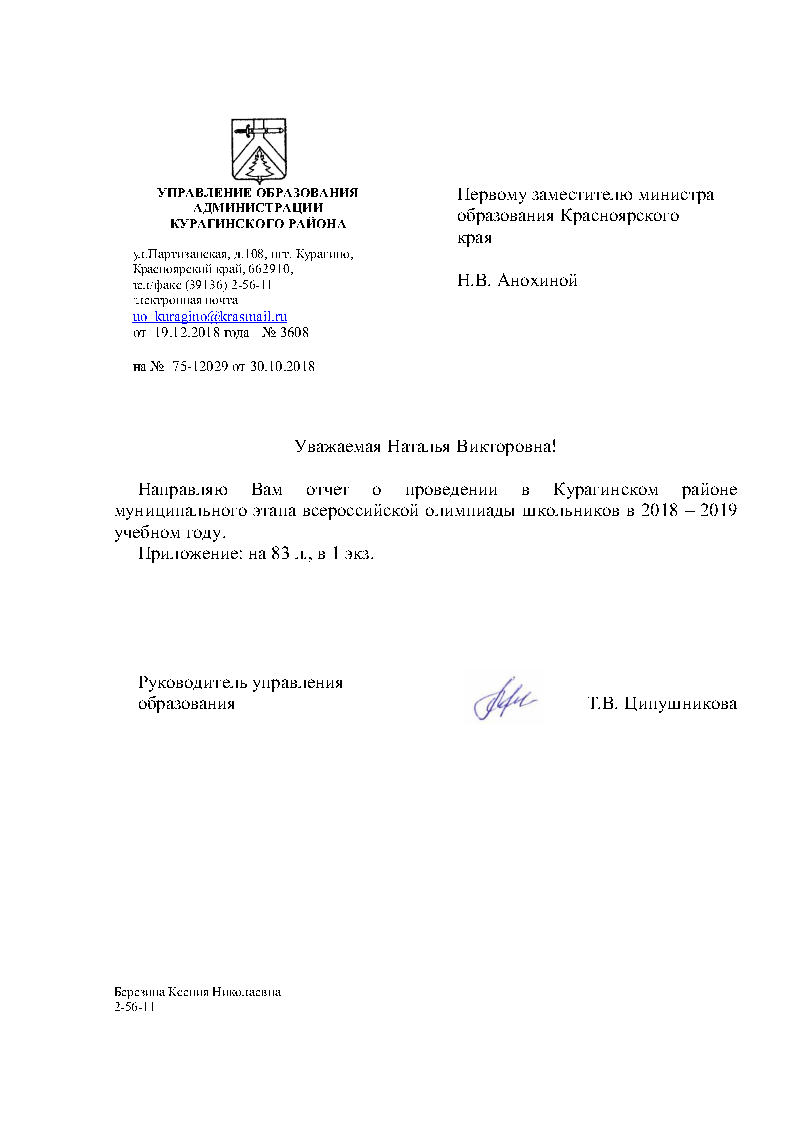 УПРАВЛЕНИЕ ОБРАЗОВАНИЯ
АДМИНИСТРАЦИИ
КУРАГИНСКОГО РАЙОНА
ул.Партизанская, д.108, пгт. Курагино,
Красноярский край, 662910,
тел/факс (39136) 2-56-11
электронная почта
uo_kuragino@krasmail.ru
от 19.12.2018 года № 3608
на № 75-12029 от 30.10.2018
Первому заместителю министра
образования Красноярского
края
Н.В. Анохиной
Уважаемая Наталья Викторовна!
Направляю Вам отчет о проведении в Курагинском районе
муниципального этапа всероссийской олимпиады школьников в 2018 – 2019
учебном году.
Приложение: на 83 л., в 1 экз.
Руководитель управления
образования
Т.В. Ципушникова
Березина Ксения Николаевна
2-56-11